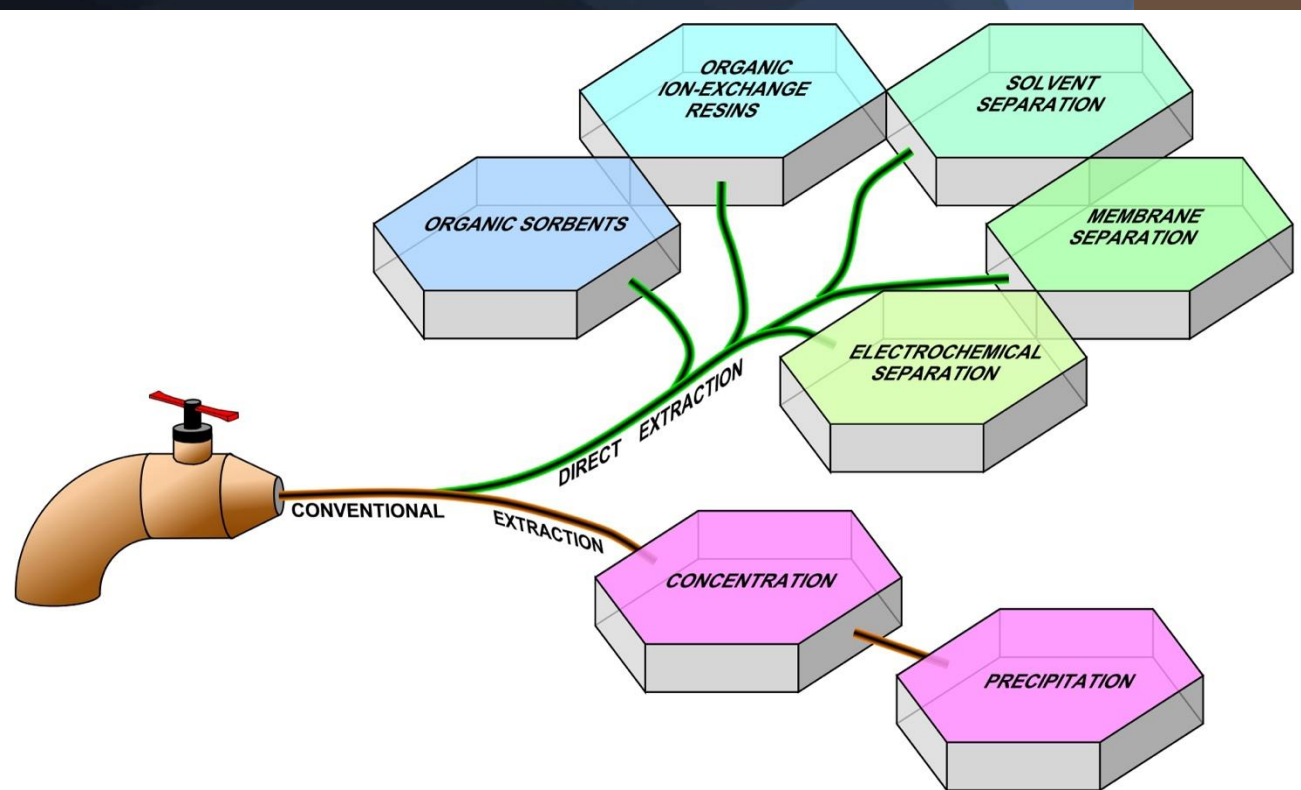 ORGANIC
ION-EXCHANGE
RESINS
SOLVENT
SEPARATION
ORGANIC SORBENTS
MEMBRANE
SEPARATION
ELECTROCHEMICAL
SEPARATION
DIRECT EXTRACTION
CONVENTIONAL EXTRACTION
CONCENTRATION
PRECIPITATION